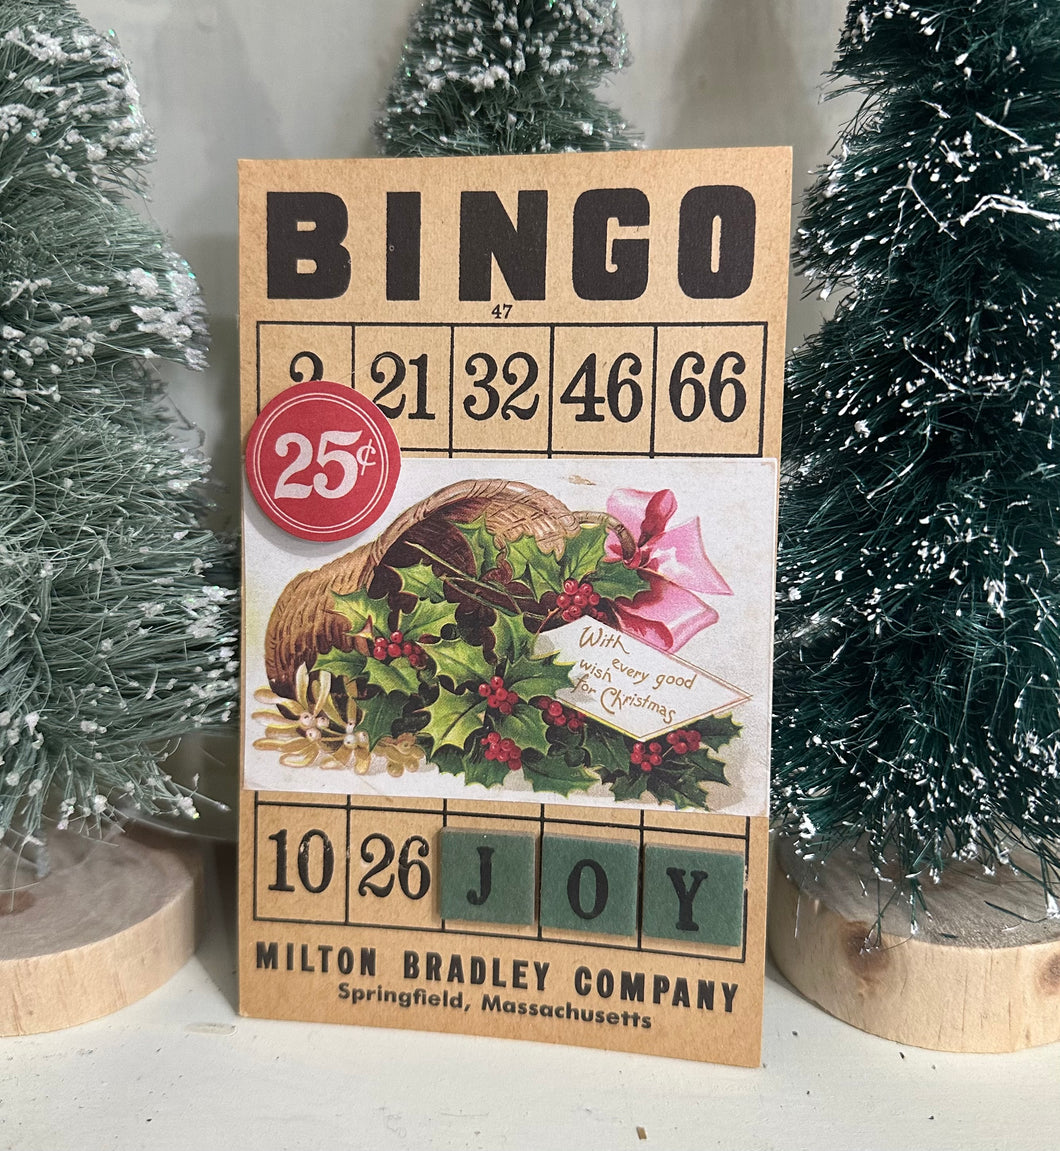 BINGO
47
2 21 32 46 66
25¢
With
every good
wish
for Christmas
10 26 J O Y
MILTON BRADLEY COMPANY
Springfield, Massachusetts